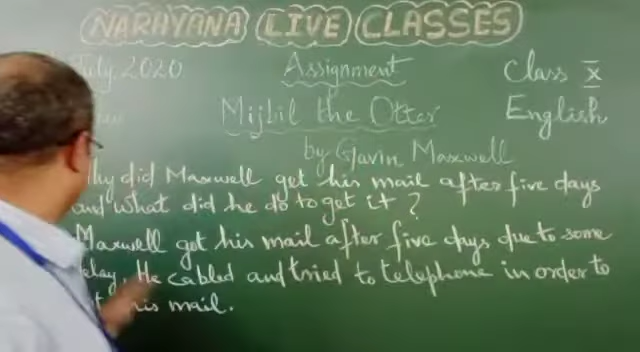 NARAYANA LIVE CLASSES
July 2020 Assignment Class X
Mijbil the Otter English
by Gavin Maxwell
Why did Maxwell get his mail after five days
and what did he do to get it?
Maxwell got his mail after five days due to some
delay. He cabled and tried to telephone in order to
his mail.